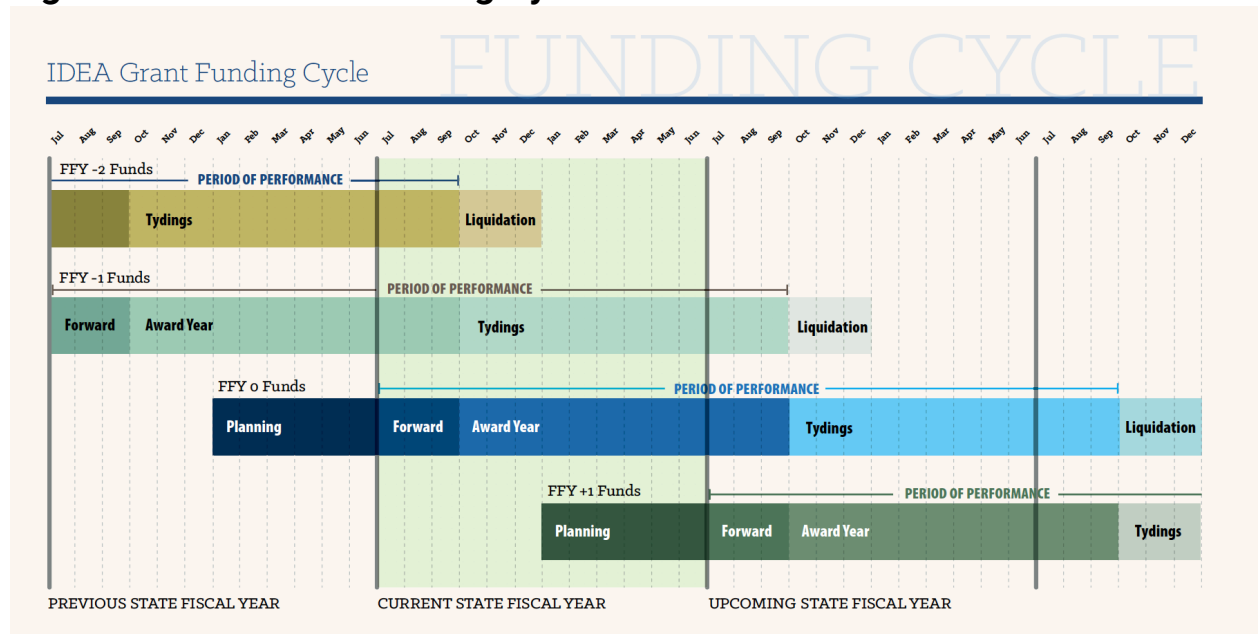 FUNDING CYCLE
IDEA Grant Funding Cycle
Jul Aug Sep Oct Nov Dec Jan Feb Mar Apr May Jun Jul Aug Sep Oct Nov Dec Jan Feb Mar Apr May Jun Jul Aug Sep Oct Nov Dec Jan Feb Mar Apr May Jun Jul Aug Sep Oct Nov Dec
FFY -2 Funds
PERIOD OF PERFORMANCE
Tydings Liquidation
FFY -1 Funds
PERIOD OF PERFORMANCE
Forward Award Year Tydings Liquidation
FFY 0 Funds PERIOD OF PERFORMANCE
Planning Forward Award Year Tydings Liquidation
FFY +1 Funds PERIOD OF PERFORMANCE
Planning Forward Award Year Tydings
PREVIOUS STATE FISCAL YEAR CURRENT STATE FISCAL YEAR UPCOMING STATE FISCAL YEAR